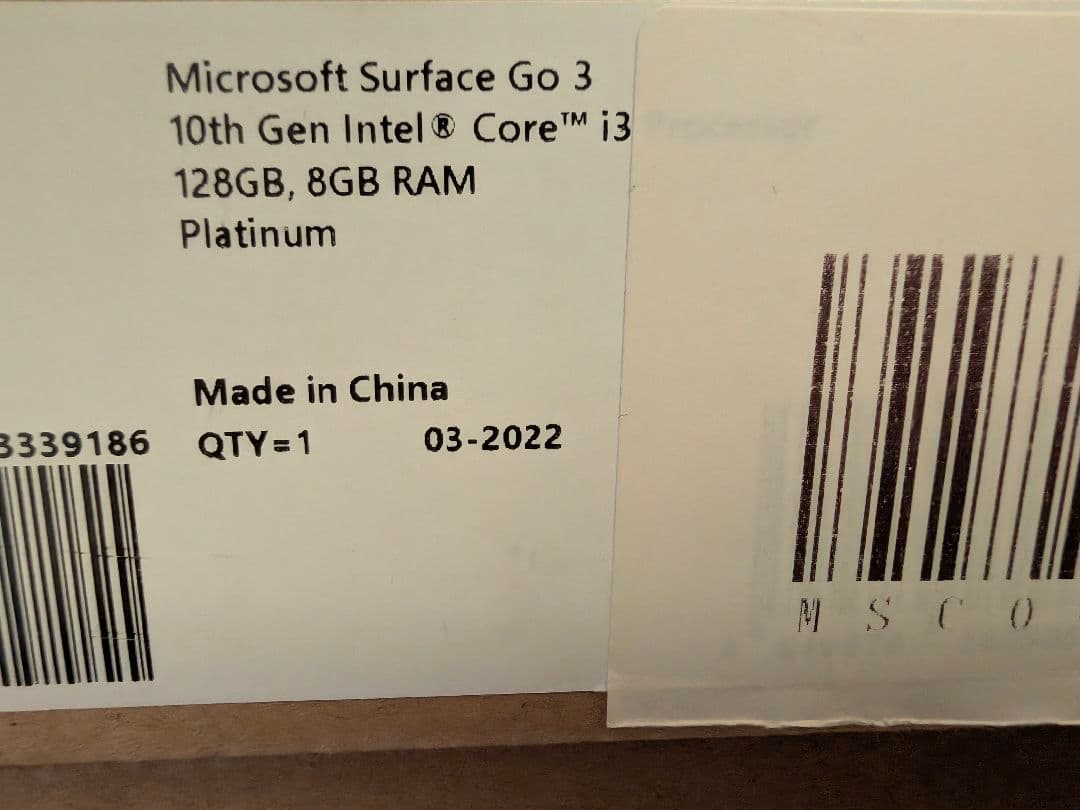 Microsoft Surface Go 3
10th Gen Intel® Core™ i3 Processor
128GB, 8GB RAM
Platinum
Made in China
3339186 QTY=1 03-2022
M S C 0